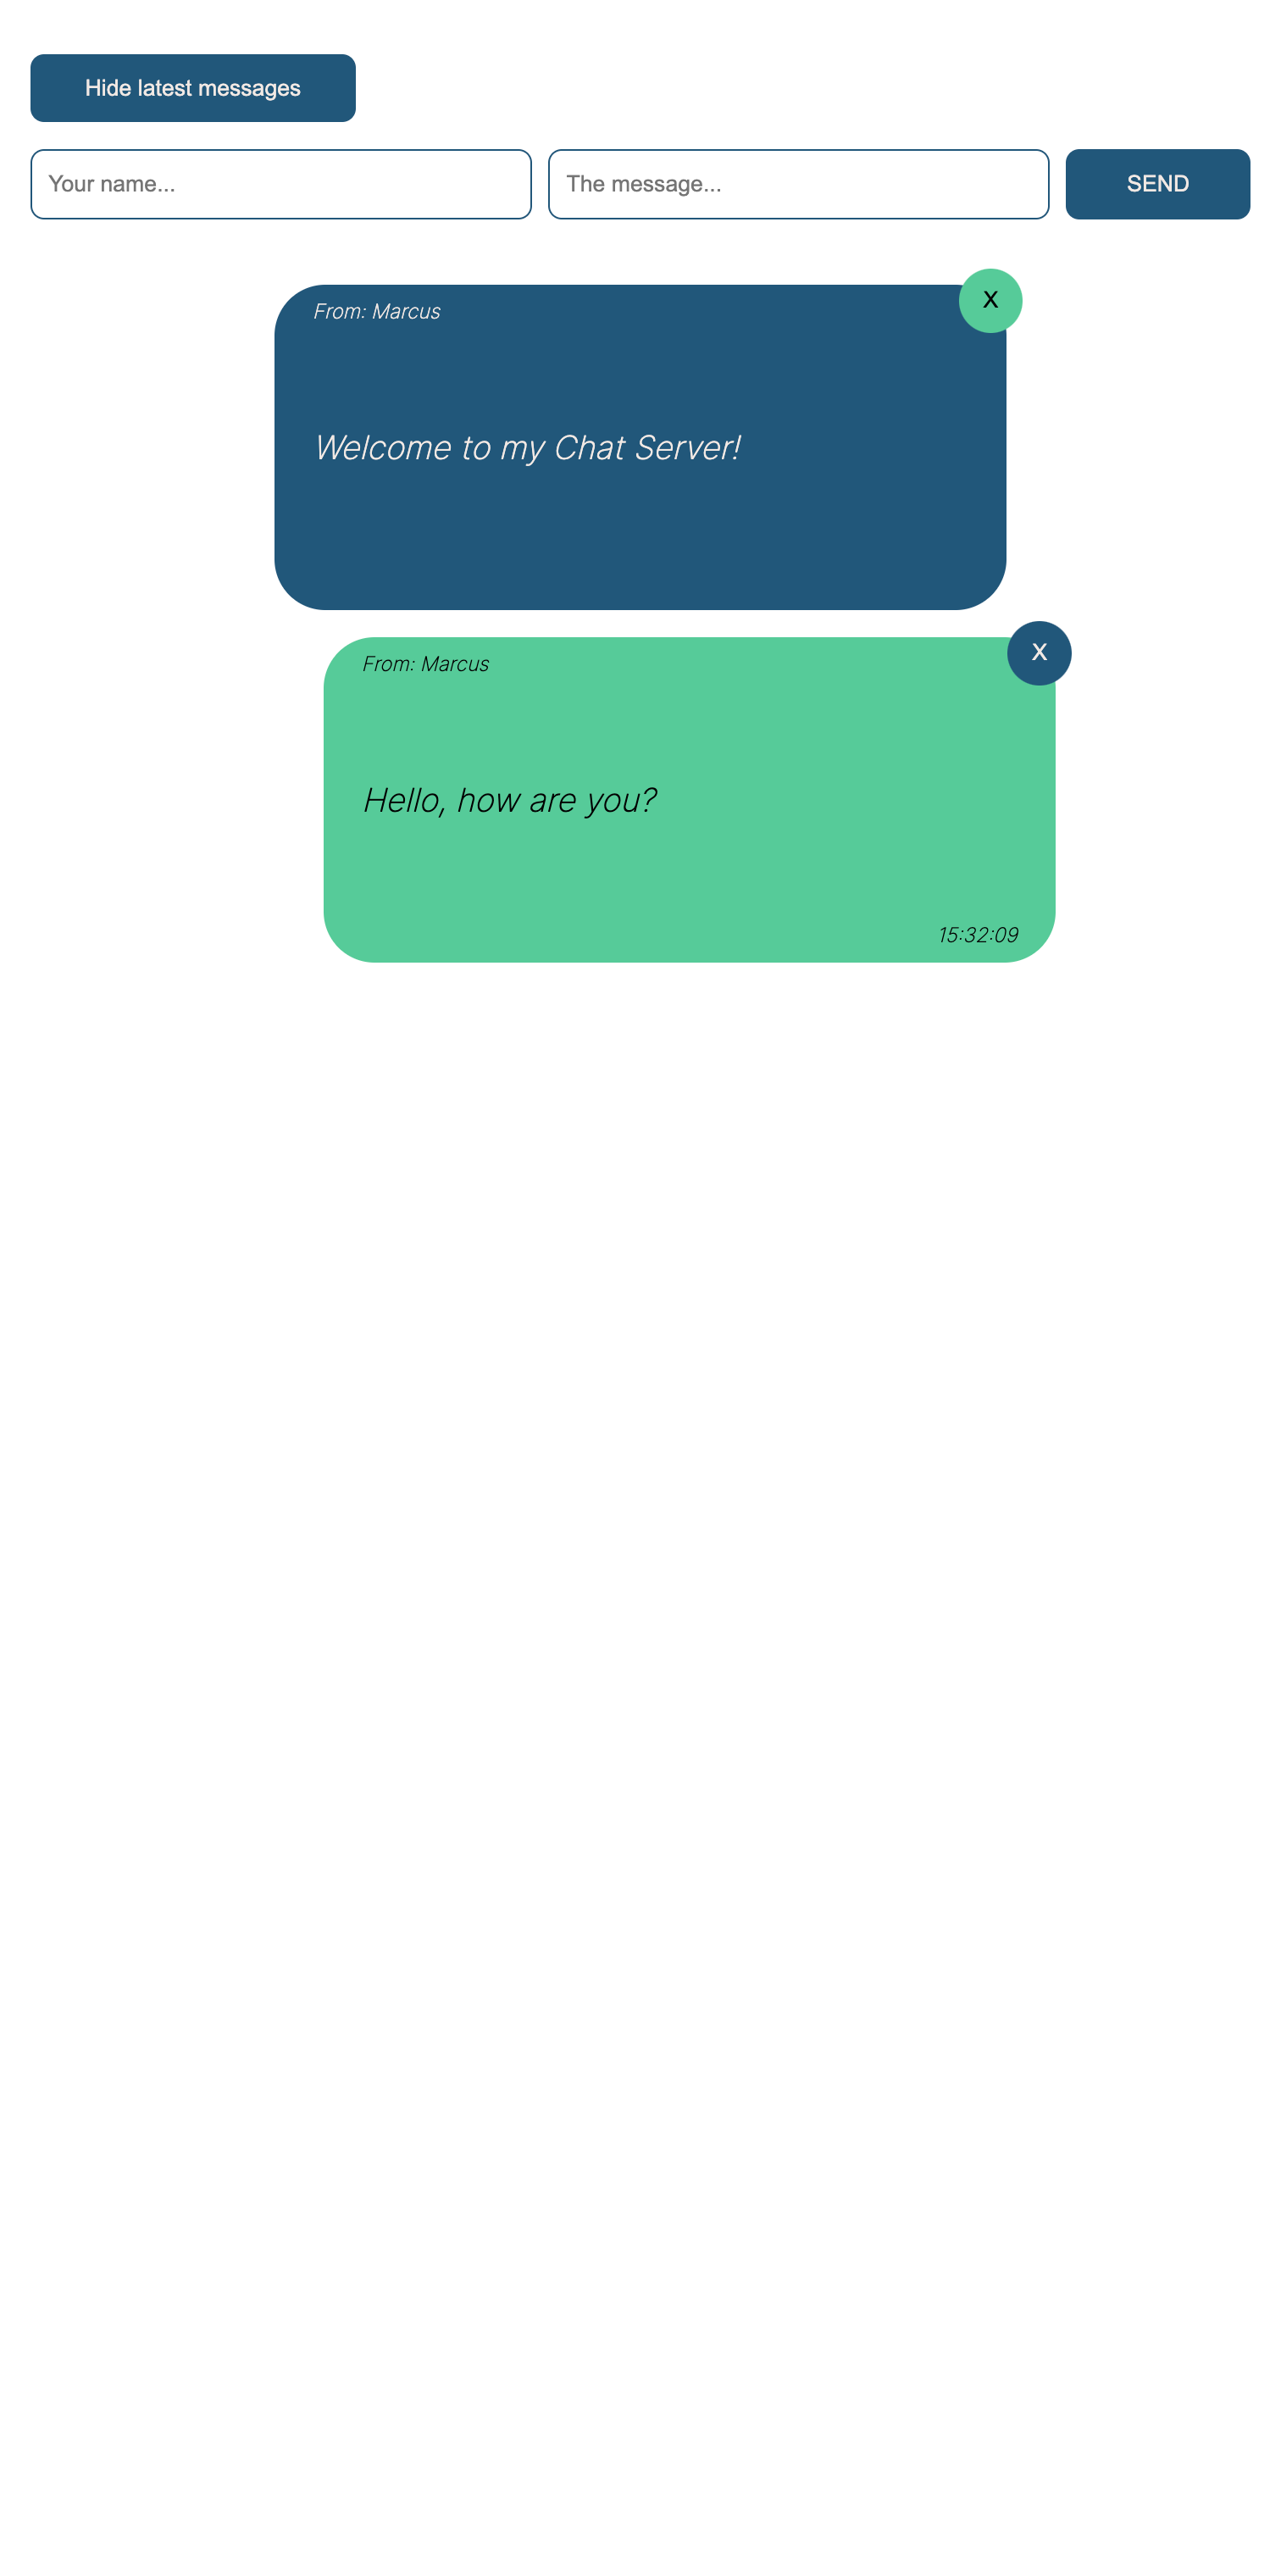 Hide latest messages
Your name...
The message...
SEND
From: Marcus
X
Welcome to my Chat Server!
From: Marcus
X
Hello, how are you?
15:32:09